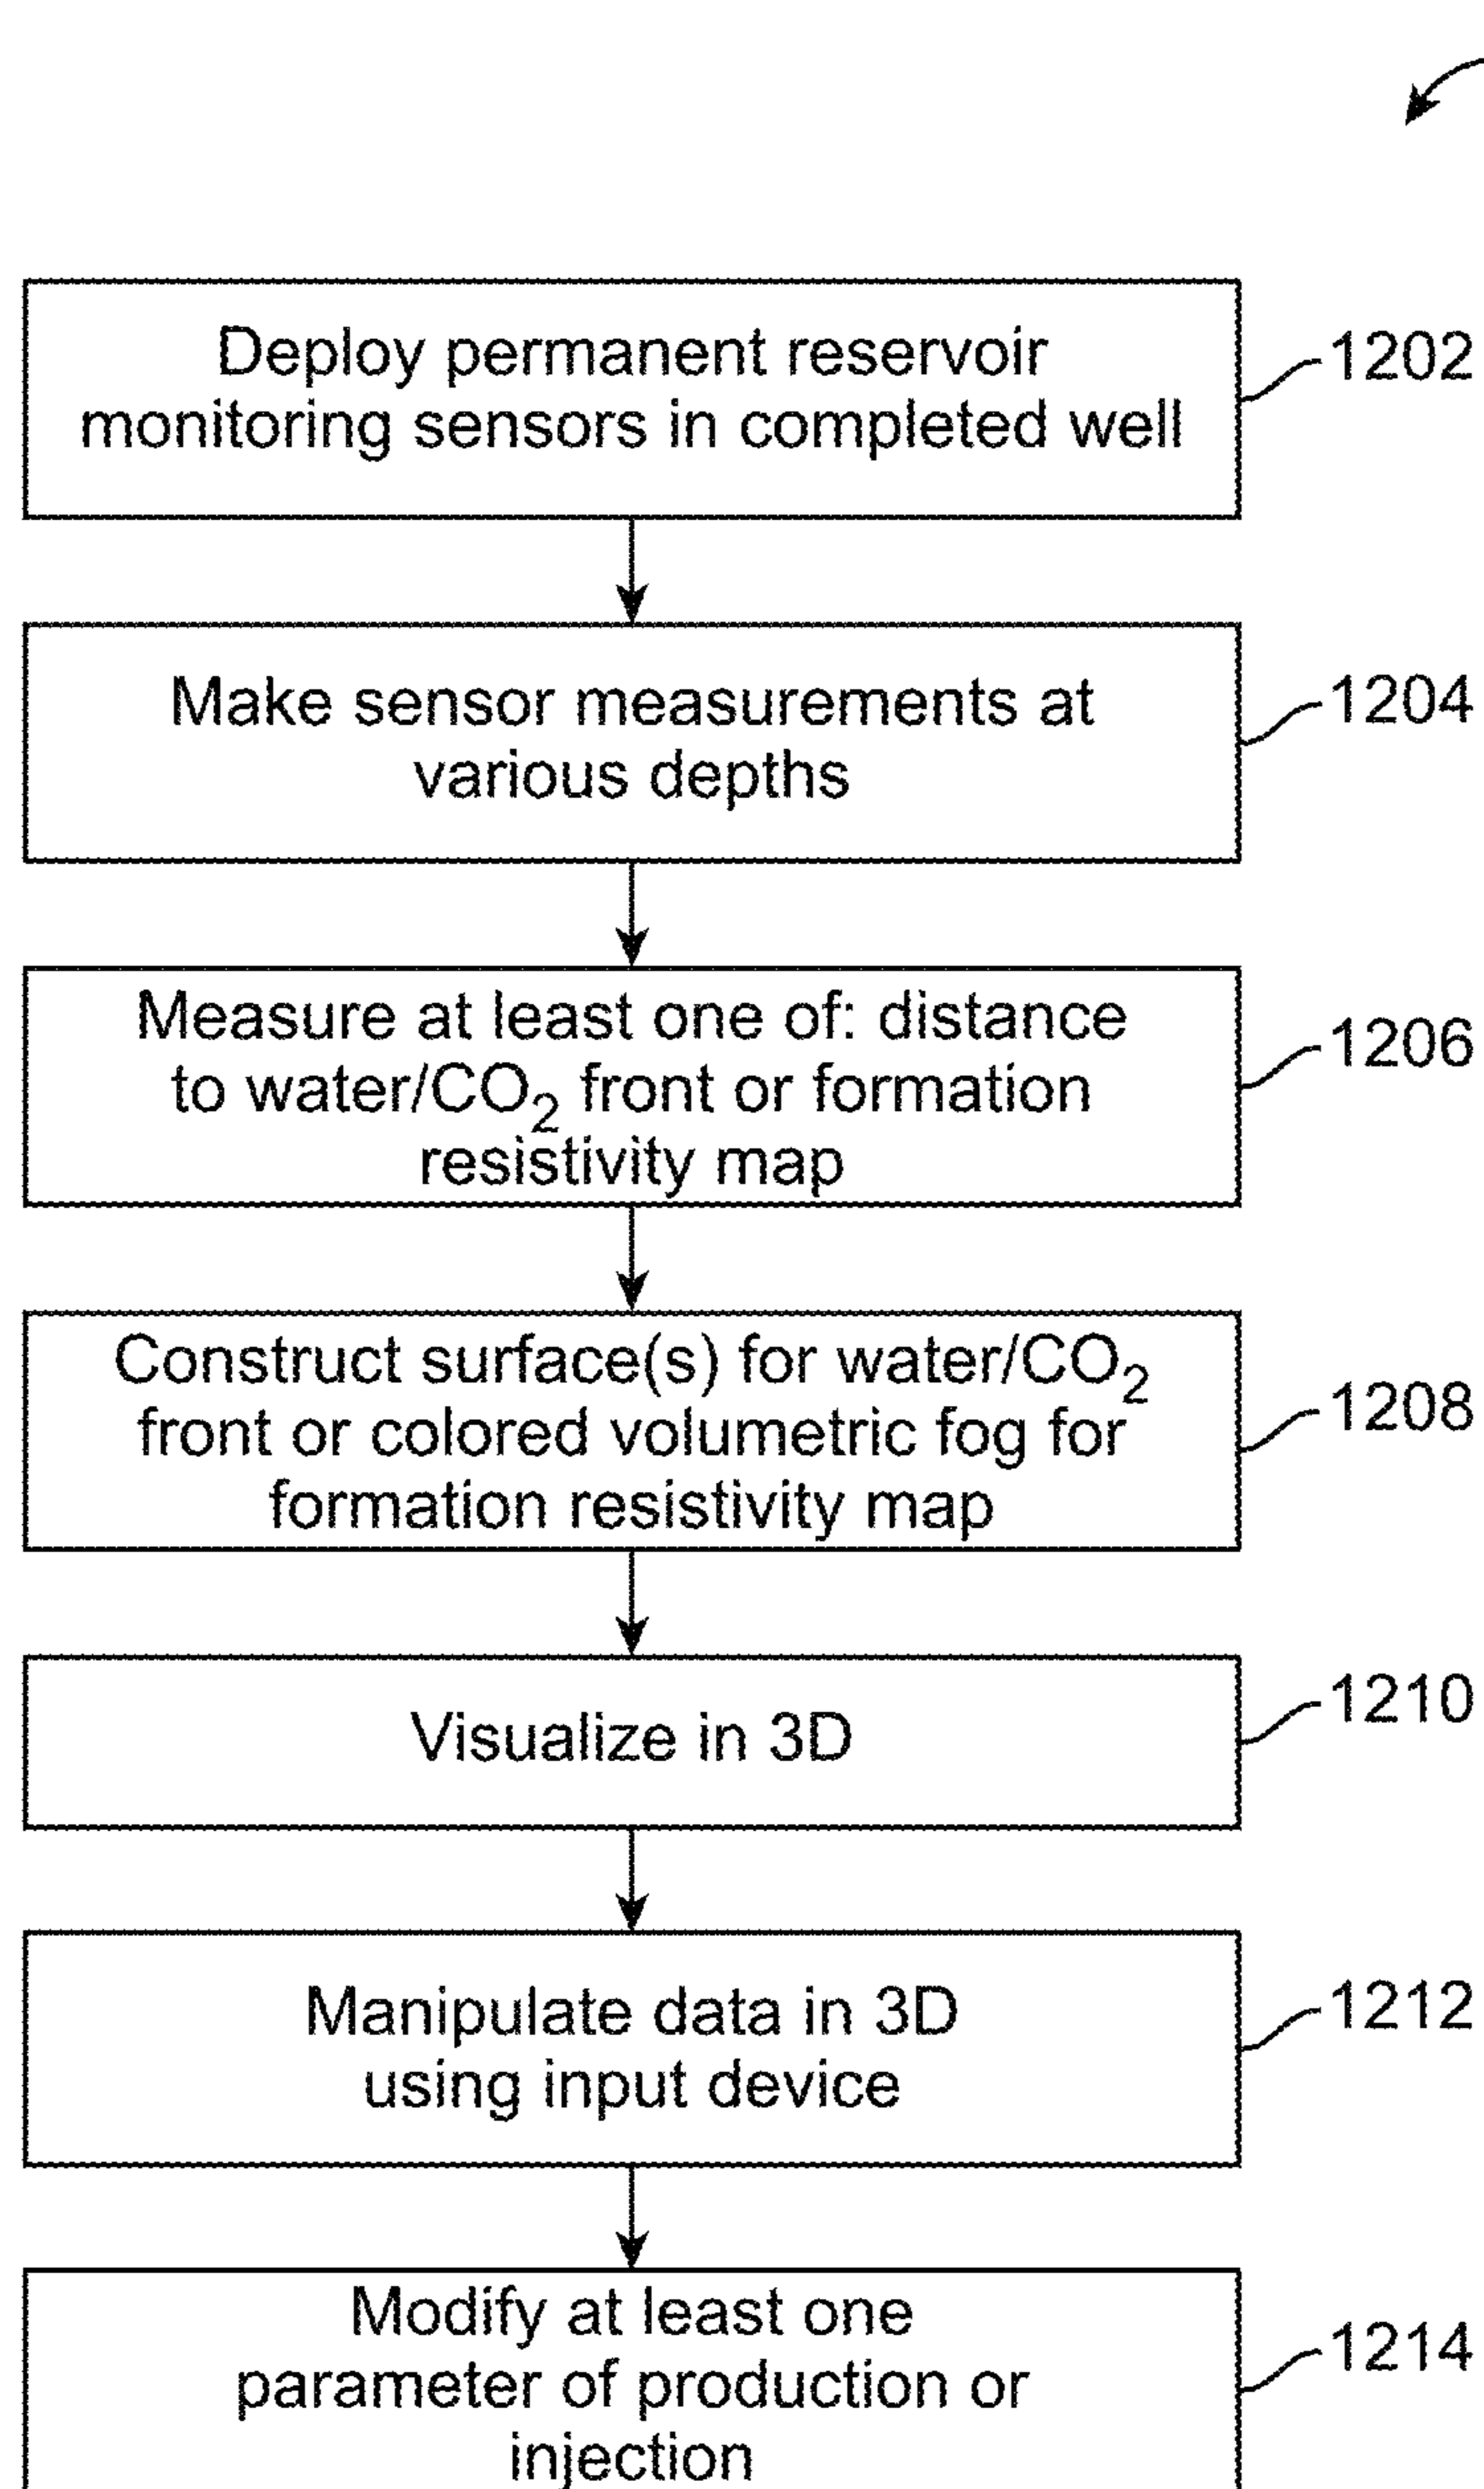 Deploy permanent reservoir
monitoring sensors in completed well
1202
Make sensor measurements at
various depths
1204
Measure at least one of: distance
to water/CO₂ front or formation
resistivity map
1206
Construct surface(s) for water/CO₂
front or colored volumetric fog for
formation resistivity map
1208
Visualize in 3D
1210
Manipulate data in 3D
using input device
1212
Modify at least one
parameter of production or
injection
1214